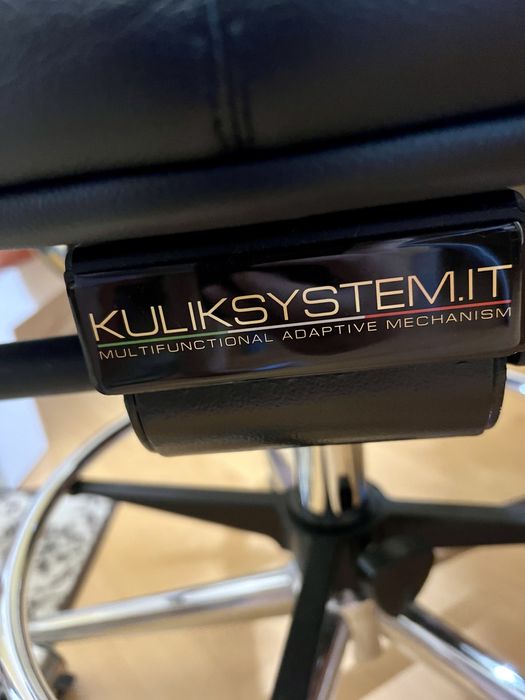 KULIKSYSTEM.IT
MULTIFUNCTIONAL ADAPTIVE MECHANISM